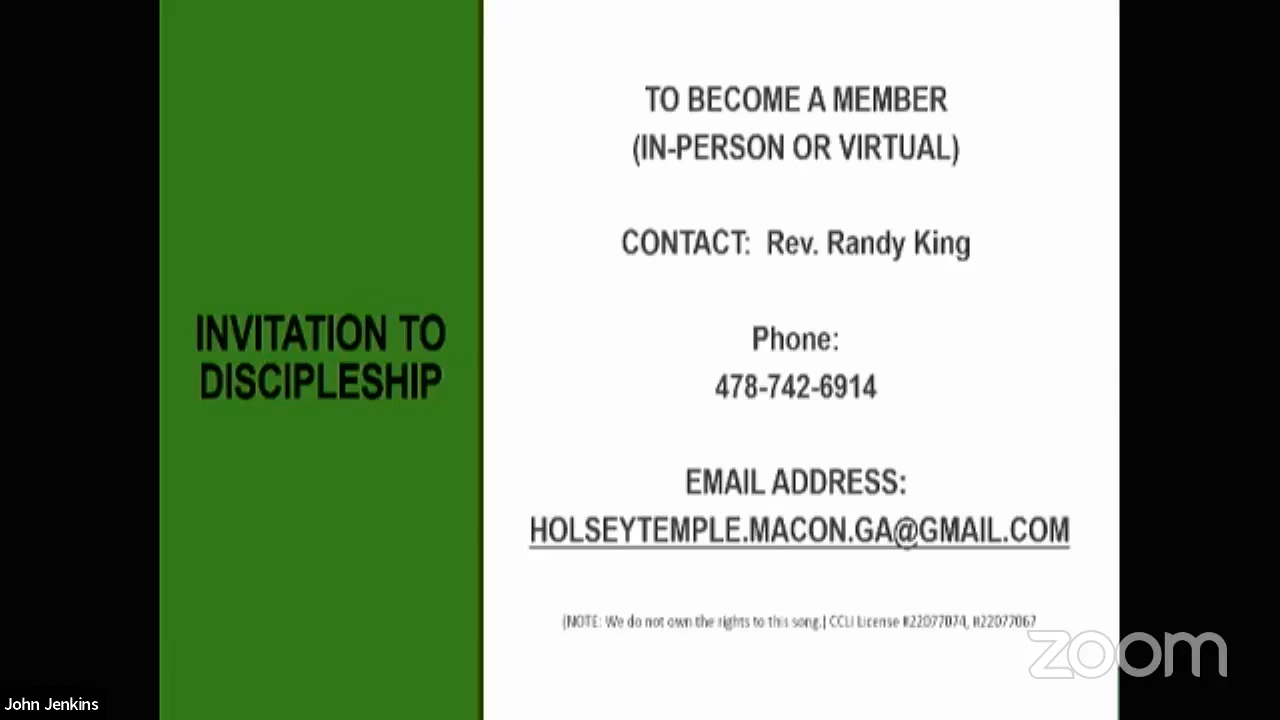 INVITATION TO
DISCIPLESHIP
TO BECOME A MEMBER
(IN-PERSON OR VIRTUAL)
CONTACT: Rev. Randy King
Phone:
478-742-6914
EMAIL ADDRESS:
HOLSEYTEMPLE.MACON.GA@GMAIL.COM
(NOTE: We do not own the rights to this song.) CCLI License #22077074, #22077067
zoom
John Jenkins